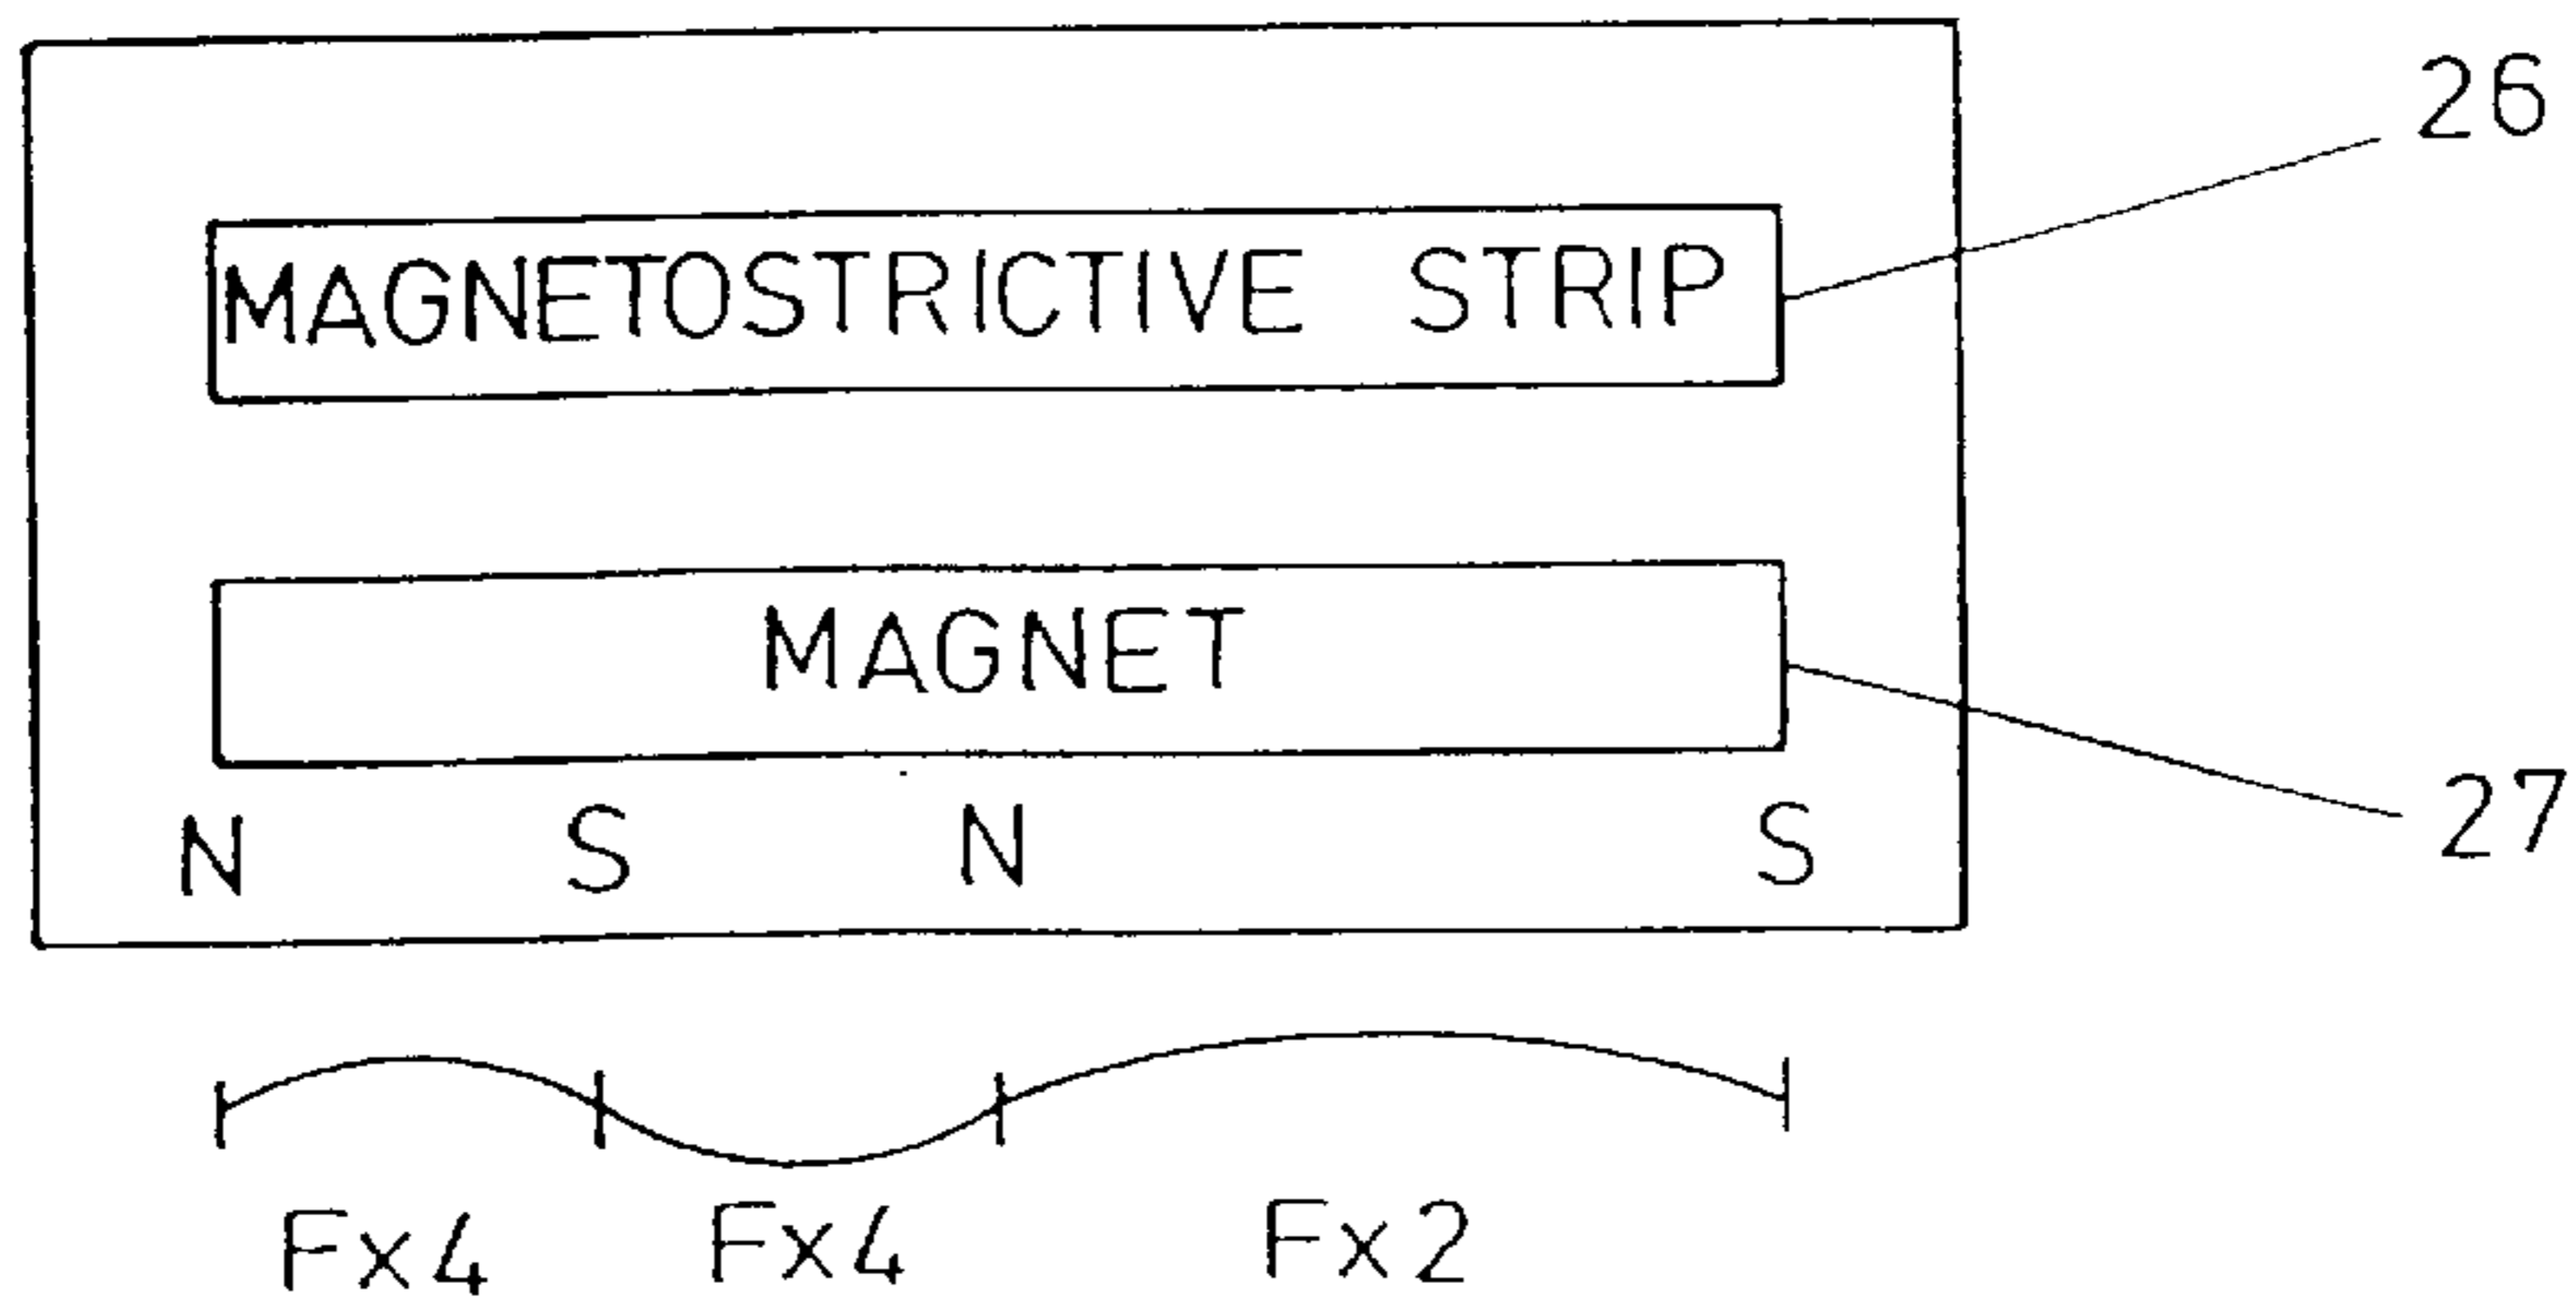 26
MAGNETOSTRICTIVE STRIP
MAGNET
27
N S N S
Fx4 Fx4 Fx2